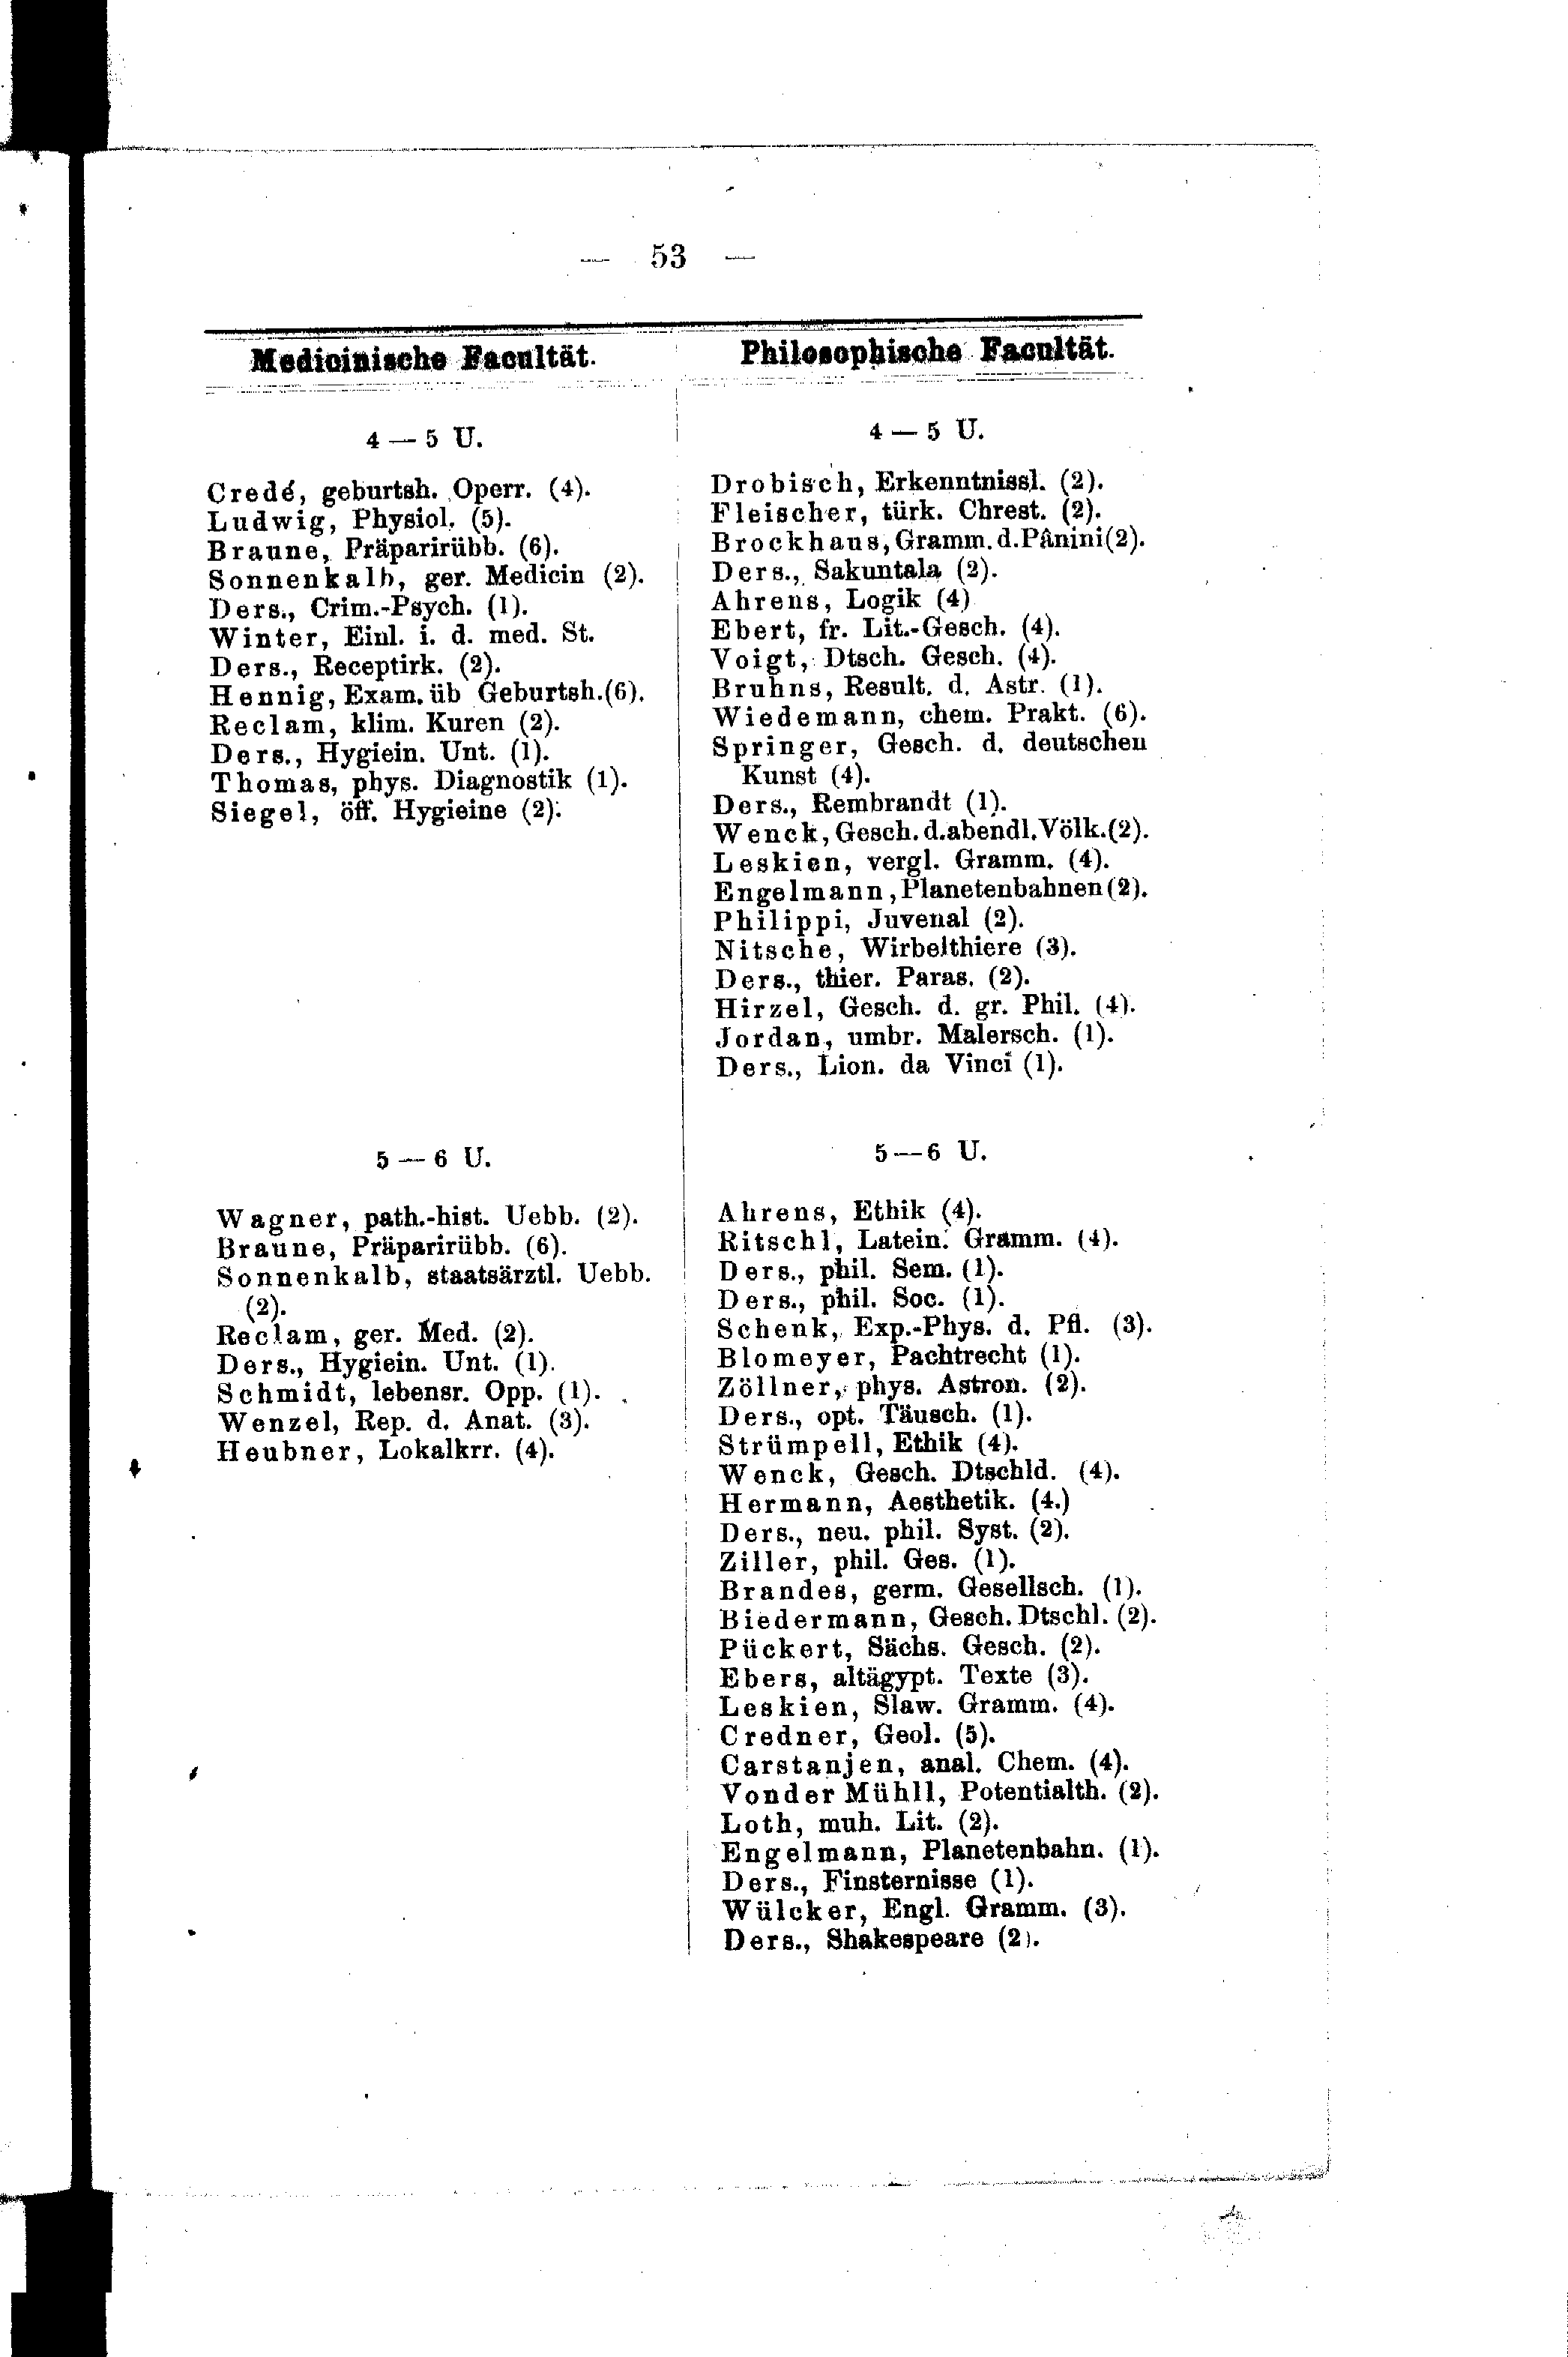 — 53 —
Medicinische Facultät.
4 — 5 U.
Credé, geburtsh. Operr. (4).
Ludwig, Physiol. (5).
Braune, Präparirübb. (6).
Sonnenkalb, ger. Medicin (2).
Ders., Crim.-Psych. (1).
Winter, Einl. i. d. med. St.
Ders., Receptirk. (2).
Hennig, Exam. üb Geburtsh. (6).
Reclam, klim. Kuren (2).
Ders., Hygiein. Unt. (1).
Thomas, phys. Diagnostik (1).
Siegel, öff. Hygieine (2).
5 — 6 U.
Wagner, path.-hist. Uebb. (2).
Braune, Präparirübb. (6).
Sonnenkalb, staatsärztl. Uebb.
(2).
Reclam, ger. Med. (2).
Ders., Hygiein. Unt. (1).
Schmidt, lebensr. Opp. (1).
Wenzel, Rep. d. Anat. (3).
Heubner, Lokalkrr. (4).
Philosophische Facultät.
4 — 5 U.
Drobisch, Erkenntnissl. (2).
Fleischer, türk. Chrest. (2).
Brockhaus, Gramm. d. Pânini (2).
Ders., Sakuntala (2).
Ahrens, Logik (4)
Ebert, fr. Lit.-Gesch. (4).
Voigt, Dtsch. Gesch. (4).
Bruhns, Result. d. Astr. (1).
Wiedemann, chem. Prakt. (6).
Springer, Gesch. d. deutschen
Kunst (4).
Ders., Rembrandt (1).
Wenck, Gesch. d. abendl. Völk. (2).
Leskien, vergl. Gramm. (4).
Engelmann, Planetenbahnen (2).
Philippi, Juvenal (2).
Nitsche, Wirbelthiere (3).
Ders., thier. Paras. (2).
Hirzel, Gesch. d. gr. Phil. (4).
Jordan, umbr. Malersch. (1).
Ders., Lion. da Vinci (1).
5 — 6 U.
Ahrens, Ethik (4).
Ritschl, Latein. Gramm. (4).
Ders., phil. Sem. (1).
Ders., phil. Soc. (1).
Schenk, Exp.-Phys. d. Pfl. (3).
Blomeyer, Pachtrecht (1).
Zöllner, phys. Astron. (2).
Ders., opt. Täusch. (1).
Strümpell, Ethik (4).
Wenck, Gesch. Dtschld. (4).
Hermann, Aesthetik. (4.)
Ders., neu. phil. Syst. (2).
Ziller, phil. Ges. (1).
Brandes, germ. Gesellsch. (1).
Biedermann, Gesch. Dtschl. (2).
Pückert, Sächs. Gesch. (2).
Ebers, altägypt. Texte (3).
Leskien, Slaw. Gramm. (4).
Credner, Geol. (5).
Carstanjen, anal. Chem. (4).
Vonder Mühll, Potentialth. (2).
Loth, muh. Lit. (2).
Engelmann, Planetenbahn. (1).
Ders., Finsternisse (1).
Wülcker, Engl. Gramm. (3).
Ders., Shakespeare (2).